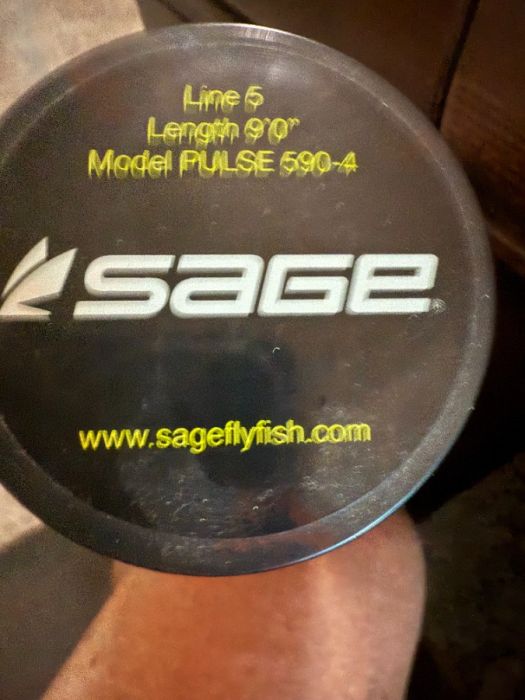 Line 5
Length 9'0"
Model PULSE 590-4
SaGe®
www.sageflyfish.com